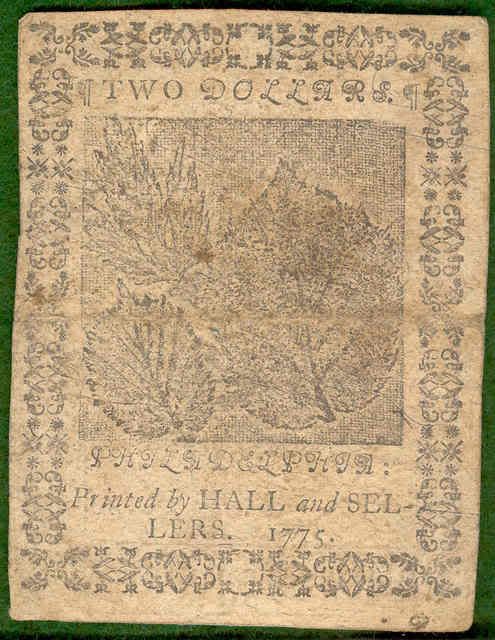 ¶ TWO DOLLARS. ¶
PHILADELPHIA:
Printed by HALL and SEL-
LERS. 1775.